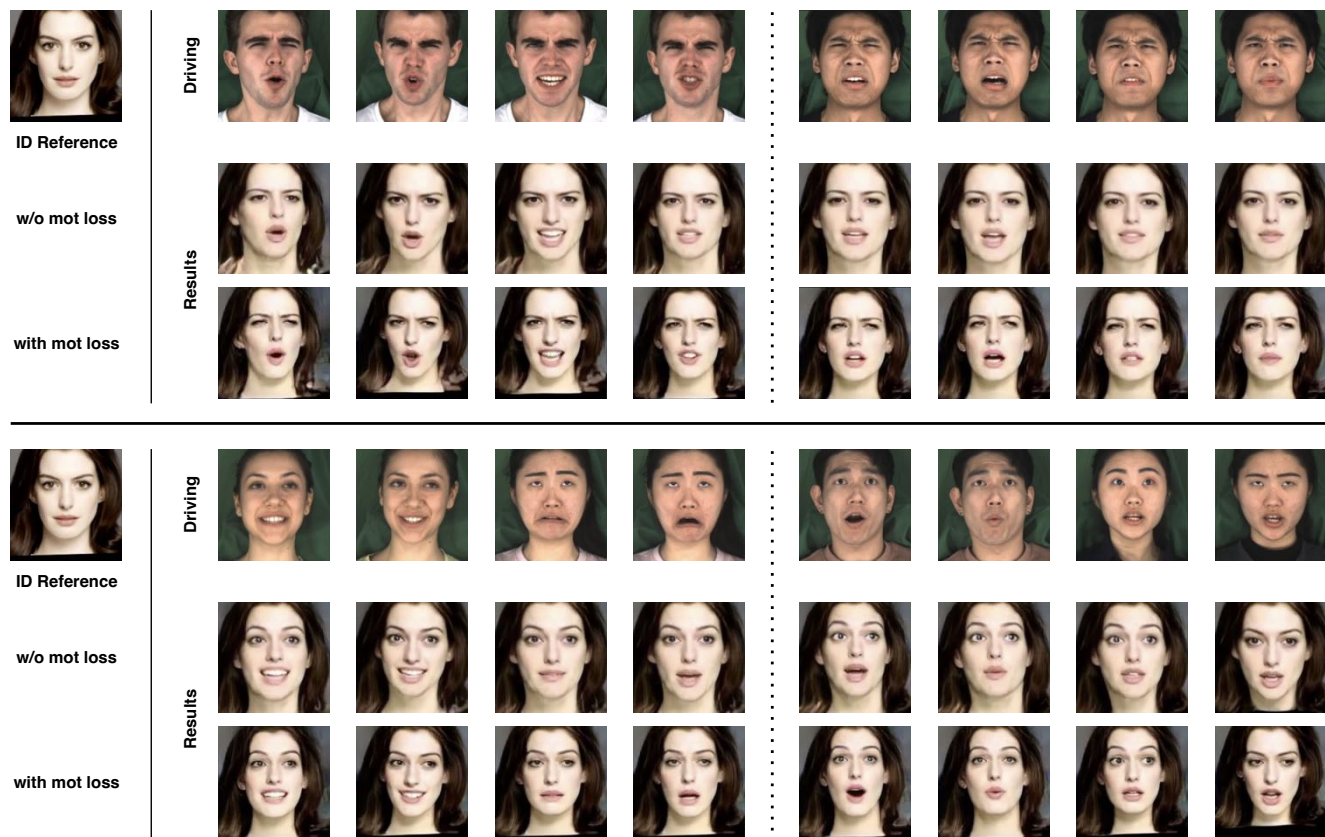 Driving
ID Reference
w/o mot loss
Results
with mot loss
Driving
ID Reference
w/o mot loss
Results
with mot loss